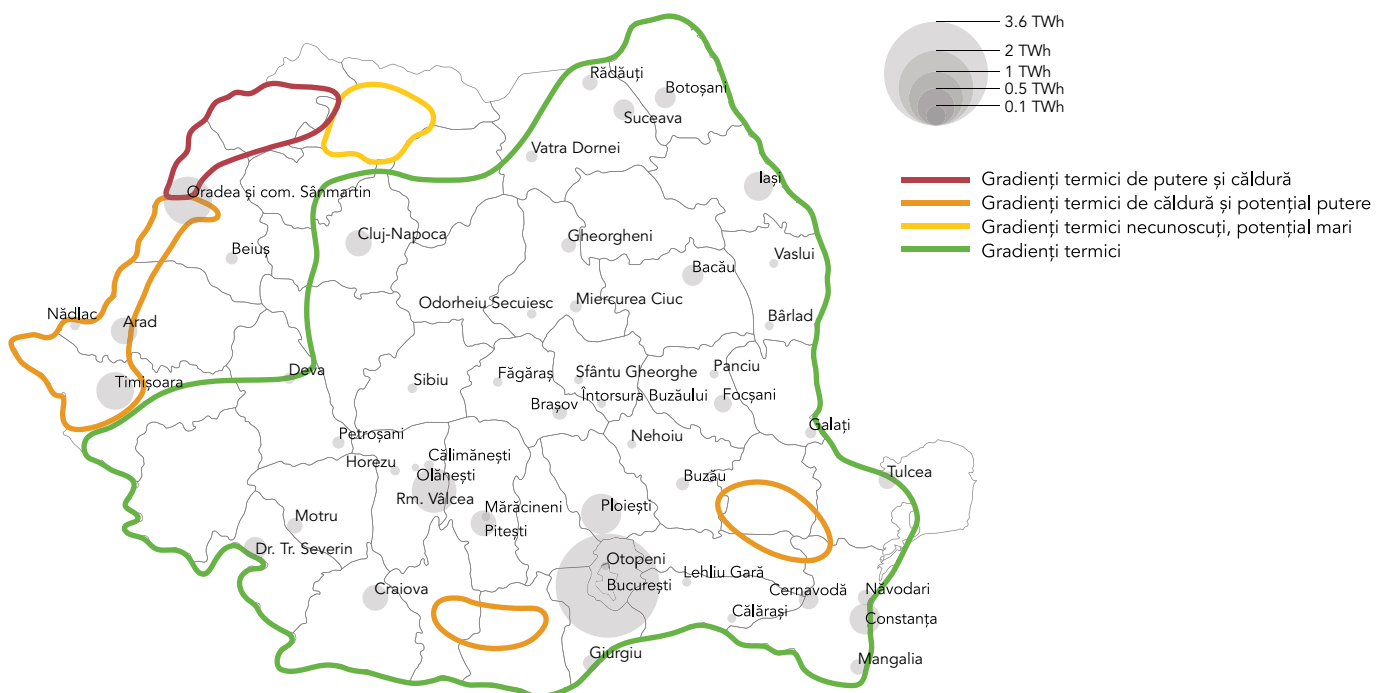 3.6 TWh
2 TWh
1 TWh
0.5 TWh
0.1 TWh
Gradienți termici de putere și căldură
Gradienți termici de căldură și potențial putere
Gradienți termici necunoscuți, potențial mari
Gradienți termici
Rădăuți
Botoșani
Suceava
Vatra Dornei
Iași
Oradea și com. Sânmartin
Cluj-Napoca
Gheorgheni
Beiuș
Vaslui
Bacău
Odorheiu Secuiesc
Miercurea Ciuc
Nădlac
Arad
Bârlad
Deva
Timișoara
Sibiu
Făgăraș
Sfântu Gheorghe
Panciu
Întorsura Buzăului
Focșani
Brașov
Galați
Petroșani
Nehoiu
Călimănești
Horezu
Olănești
Buzău
Tulcea
Rm. Vâlcea
Mărăcineni
Ploiești
Motru
Pitești
Dr. Tr. Severin
Otopeni
Lehliu Gară
București
Craiova
Cernavodă
Năvodari
Călărași
Constanța
Giurgiu
Mangalia